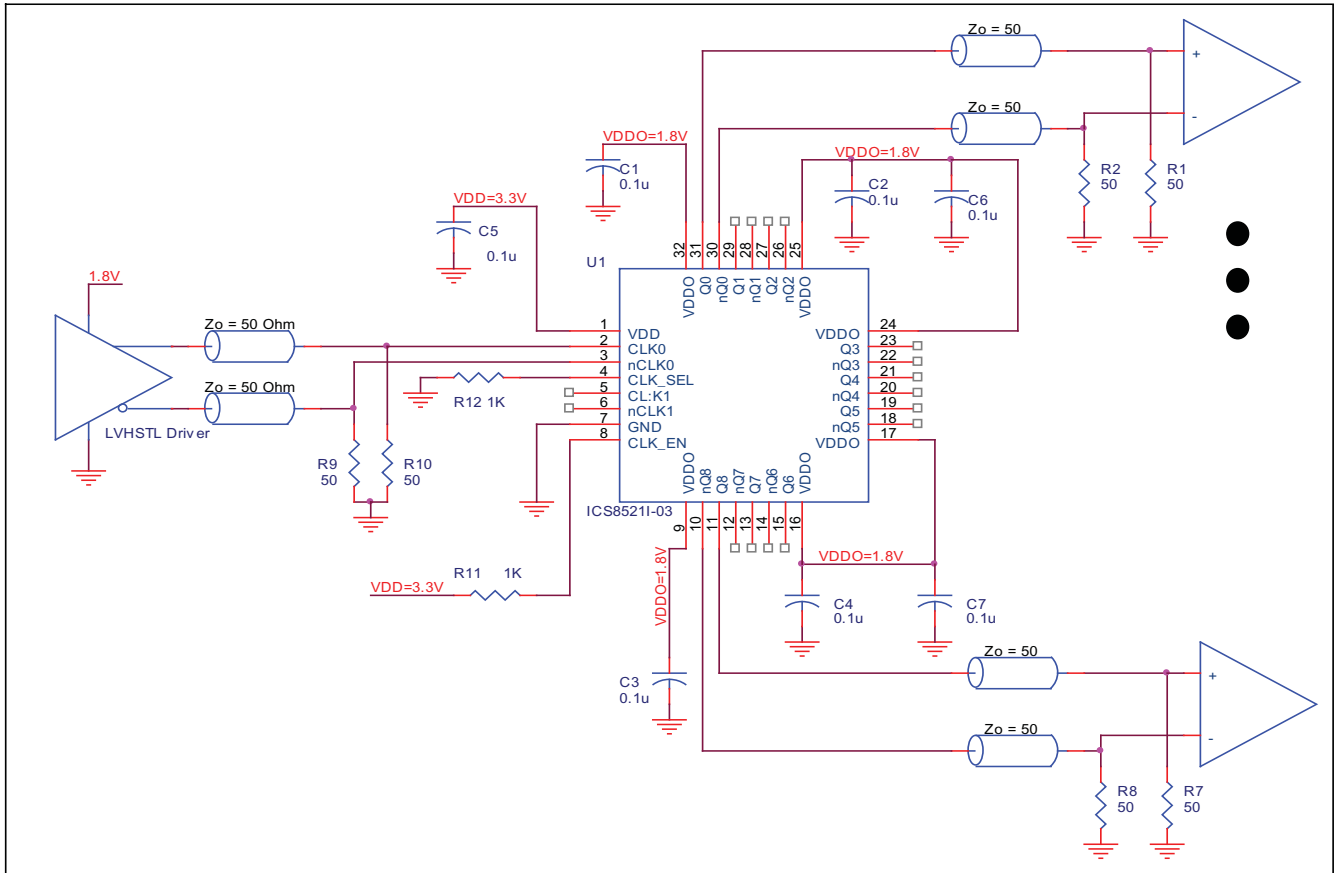 Zo = 50
+
Zo = 50
-
VDDO=1.8V
VDDO=1.8V
C1
0.1u
R2
50
R1
50
C2
0.1u
C6
0.1u
VDD=3.3V
C5
0.1u
32
31
30
29
28
27
26
25
U1
VDDO
Q0
nQ0
Q1
nQ1
Q2
nQ2
VDDO
1.8V
Zo = 50 Ohm
Zo = 50 Ohm
LVHSTL Driver
1
VDD
2
CLK0
3
nCLK0
4
CLK_SEL
5
CL:K1
6
nCLK1
7
GND
8
CLK_EN
24
VDDO
23
Q3
22
nQ3
21
Q4
20
nQ4
19
Q5
18
nQ5
17
VDDO
R12 1K
R9
50
R10
50
VDDO
nQ8
Q8
nQ7
Q7
nQ6
Q6
VDDO
ICS8521I-03
9
10
11
12
13
14
15
16
VDDO=1.8V
VDDO=1.8V
R11 1K
VDD=3.3V
C4
0.1u
C7
0.1u
C3
0.1u
Zo = 50
+
Zo = 50
-
R8
50
R7
50